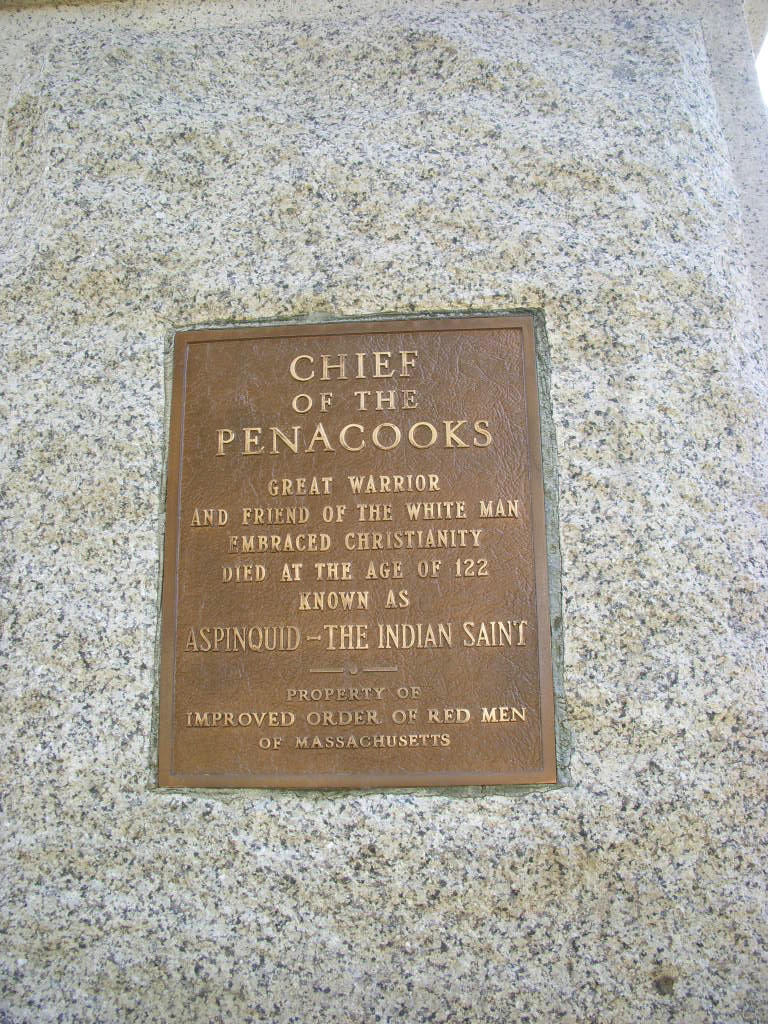 CHIEF
OF THE
PENACOOKS
GREAT WARRIOR
AND FRIEND OF THE WHITE MAN
EMBRACED CHRISTIANITY
DIED AT THE AGE OF 122
KNOWN AS
ASPINQUID – THE INDIAN SAINT
PROPERTY OF
IMPROVED ORDER OF RED MEN
OF MASSACHUSETTS